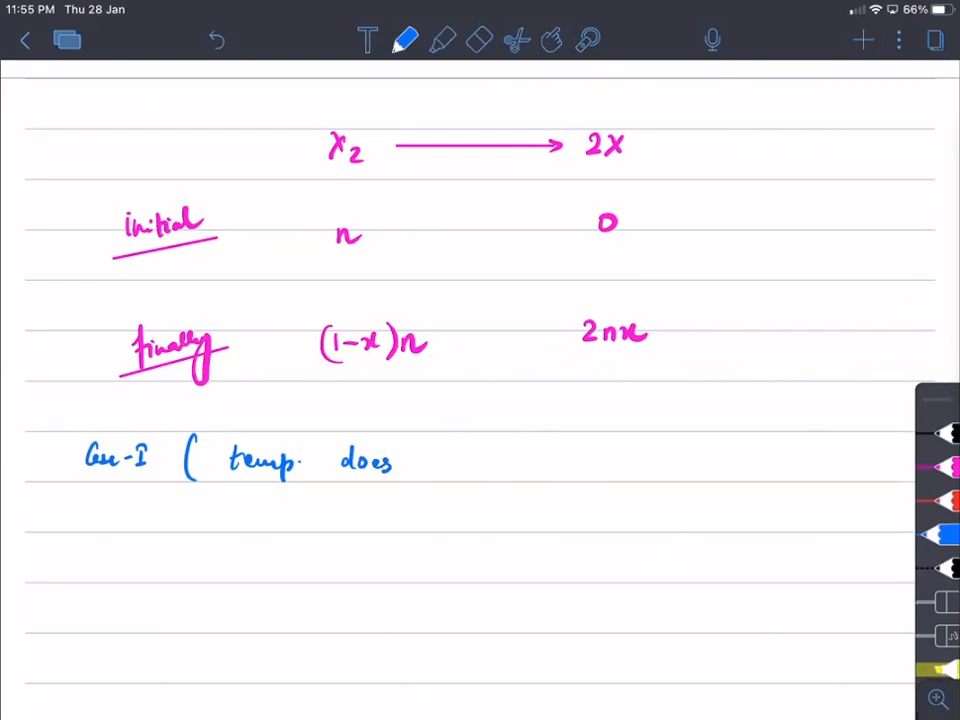 11:55 PM Thu 28 Jan 66%
T
X₂ ⟶ 2X
initial n 0
finally (1-x)n 2nx
Case-I ( temp. does